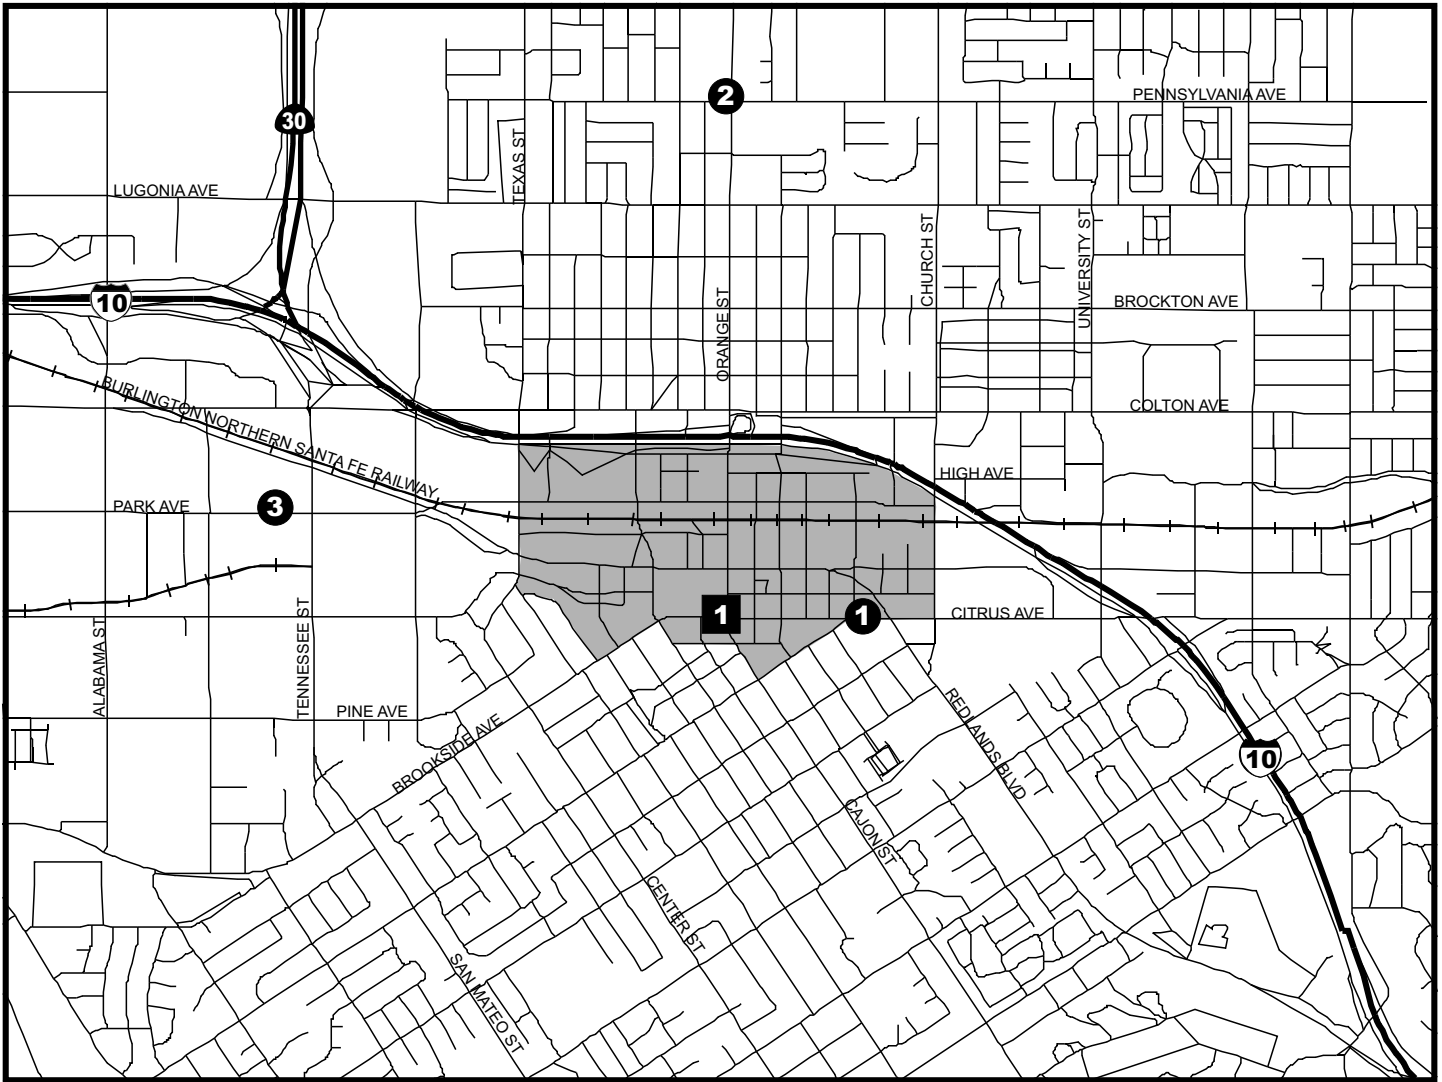 2
PENNSYLVANIA AVE
30
TEXAS ST
LUGONIA AVE
CHURCH ST
UNIVERSITY ST
10
BROCKTON AVE
ORANGE ST
BURLINGTON NORTHERN SANTA FE RAILWAY
COLTON AVE
HIGH AVE
PARK AVE
3
1
1
CITRUS AVE
ALABAMA ST
TENNESSEE ST
PINE AVE
BROOKSIDE AVE
REDLANDS BLVD
10
CAJON ST
CENTER ST
SAN MATEO ST